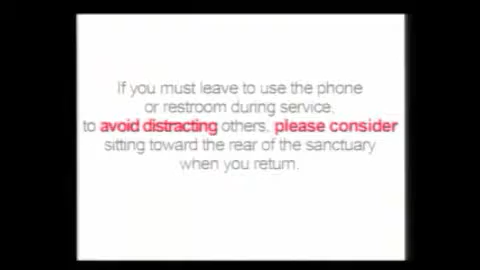 If you must leave to use the phone
or restroom during service,
to avoid distracting others, please consider
sitting toward the rear of the sanctuary
when you return.